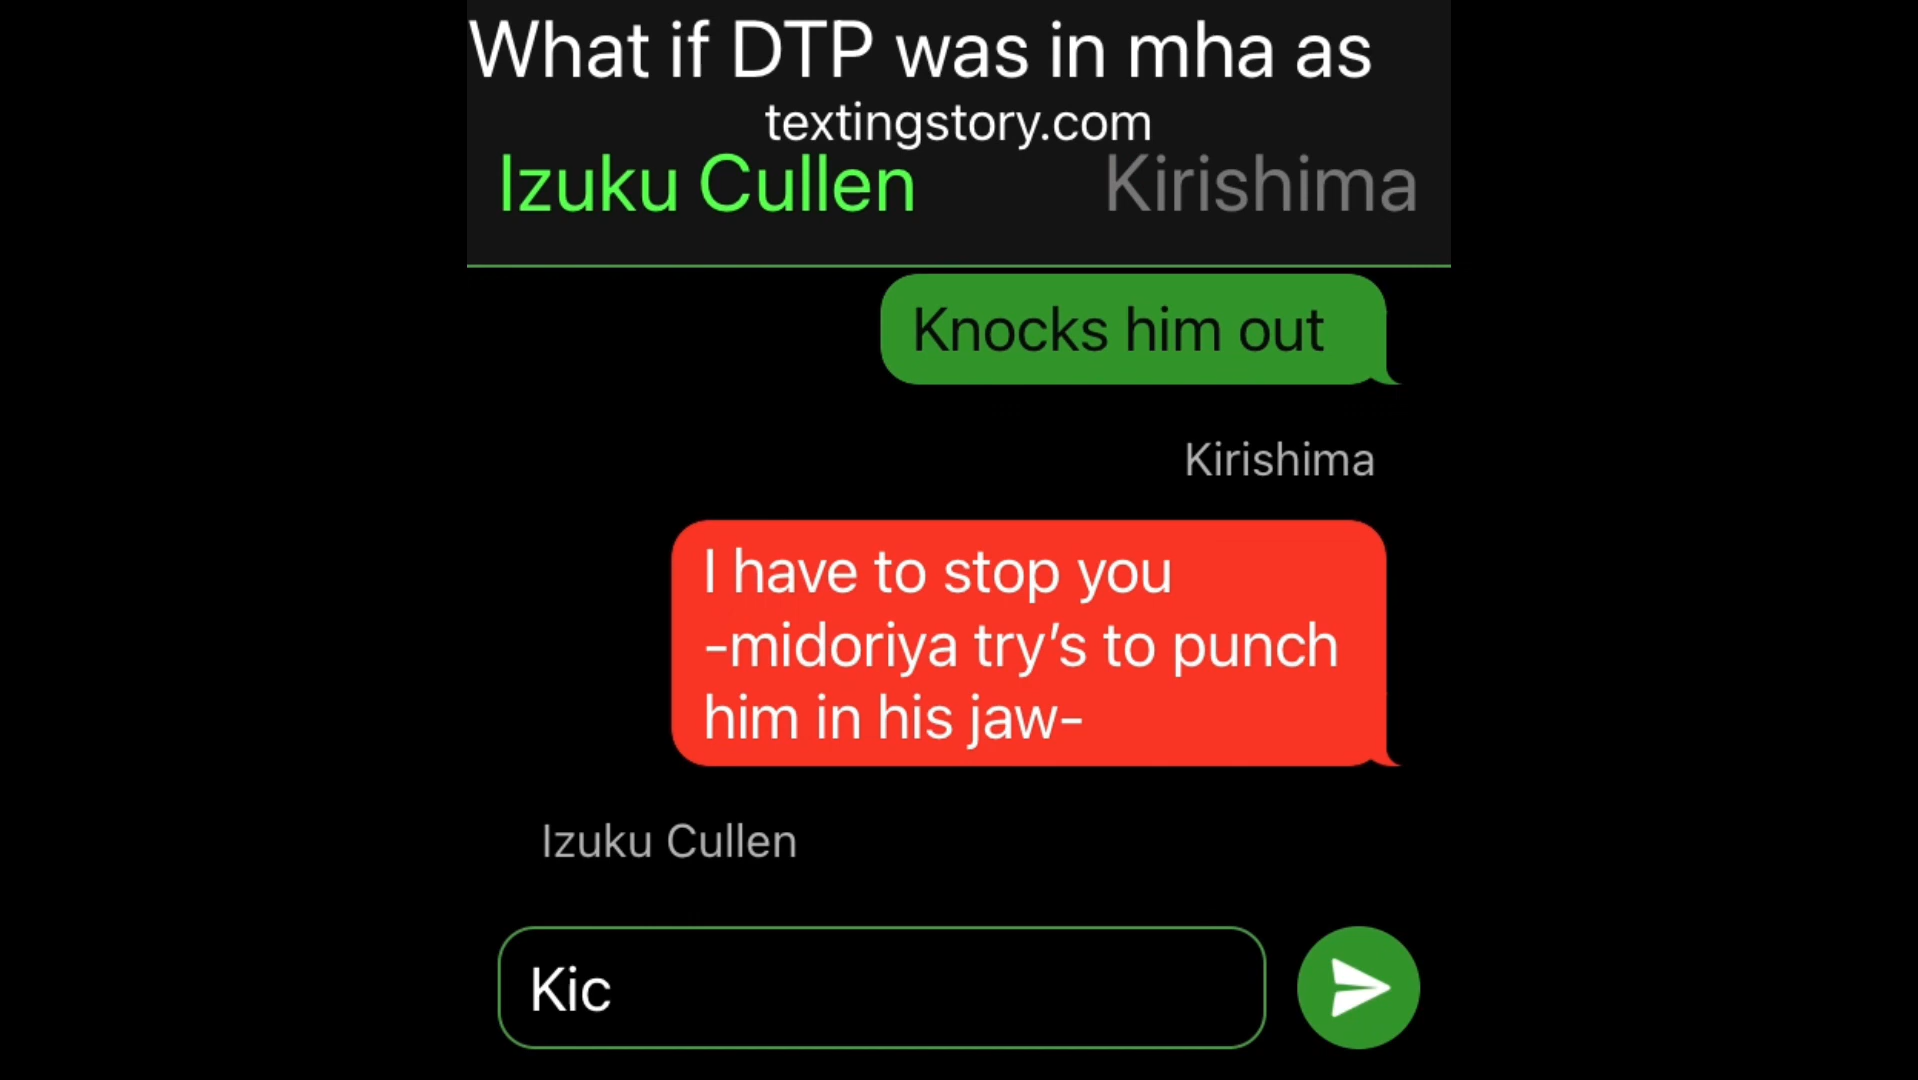 What if DTP was in mha as
textingstory.com
Izuku Cullen Kirishima
Knocks him out
Kirishima
I have to stop you
-midoriya try’s to punch
him in his jaw-
Izuku Cullen
Kic